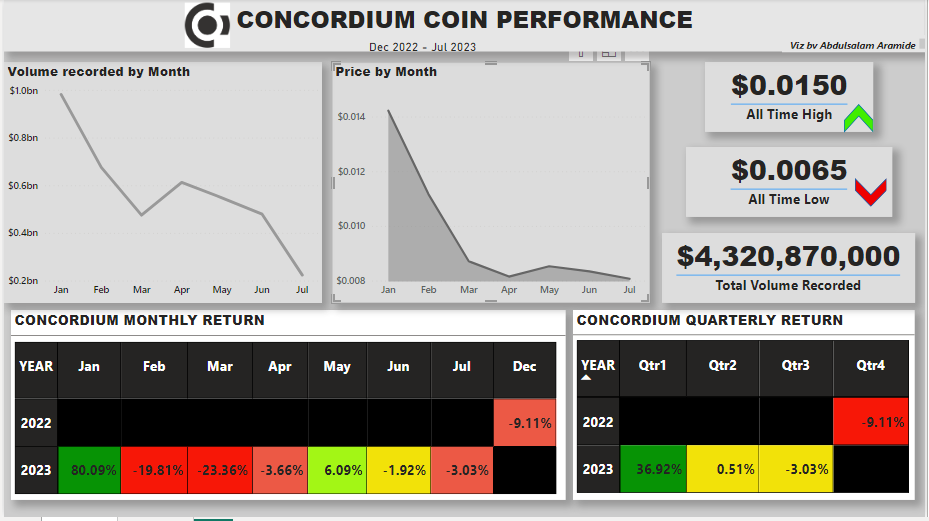 CONCORDIUM COIN PERFORMANCE
Dec 2022 - Jul 2023
Viz by Abdulsalam Aramide
Volume recorded by Month
$1.0bn
$0.8bn
$0.6bn
$0.4bn
$0.2bn
Jan Feb Mar Apr May Jun Jul
Price by Month
$0.014
$0.012
$0.010
$0.008
Jan Feb Mar Apr May Jun Jul
$0.0150
All Time High
$0.0065
All Time Low
$4,320,870,000
Total Volume Recorded
CONCORDIUM MONTHLY RETURN
YEAR Jan Feb Mar Apr May Jun Jul Dec
2022 -9.11%
2023 80.09% -19.81% -23.36% -3.66% 6.09% -1.92% -3.03%
CONCORDIUM QUARTERLY RETURN
YEAR Qtr1 Qtr2 Qtr3 Qtr4
2022 -9.11%
2023 36.92% 0.51% -3.03%